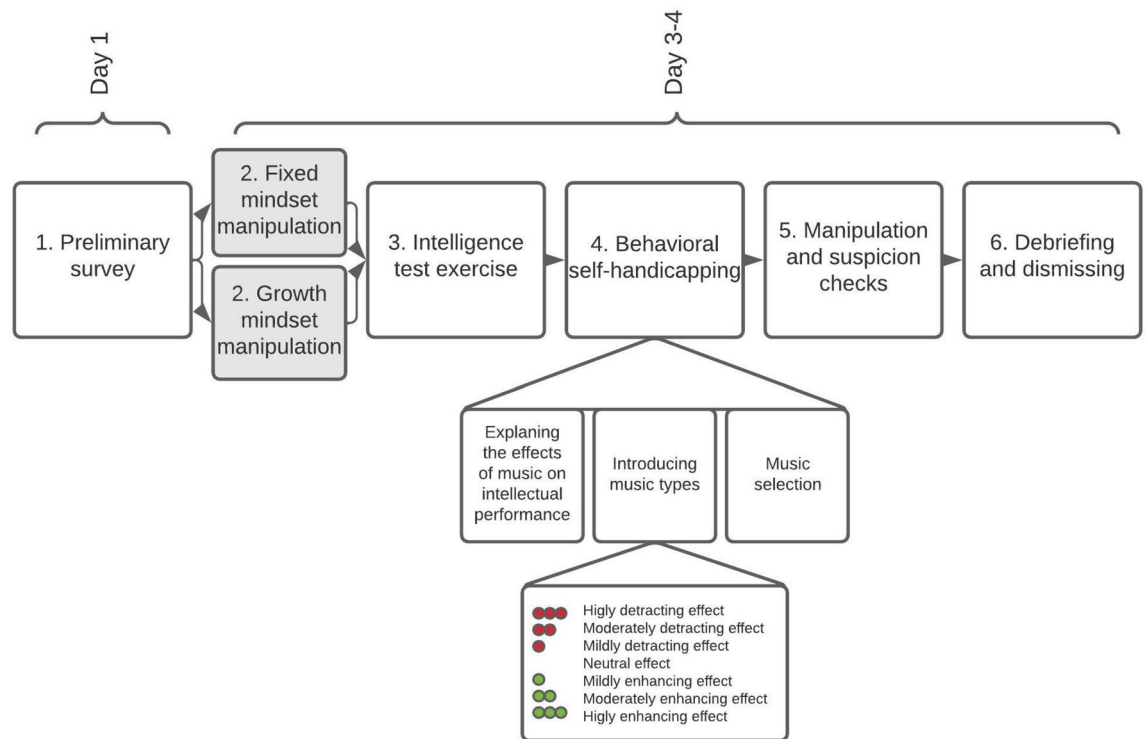 Day 1
Day 3-4
1. Preliminary
survey
2. Fixed
mindset
manipulation
2. Growth
mindset
manipulation
3. Intelligence
test exercise
4. Behavioral
self-handicapping
5. Manipulation
and suspicion
checks
6. Debriefing
and dismissing
Explaning
the effects
of music on
intellectual
performance
Introducing
music types
Music
selection
Higly detracting effect
Moderately detracting effect
Mildly detracting effect
Neutral effect
Mildly enhancing effect
Moderately enhancing effect
Higly enhancing effect